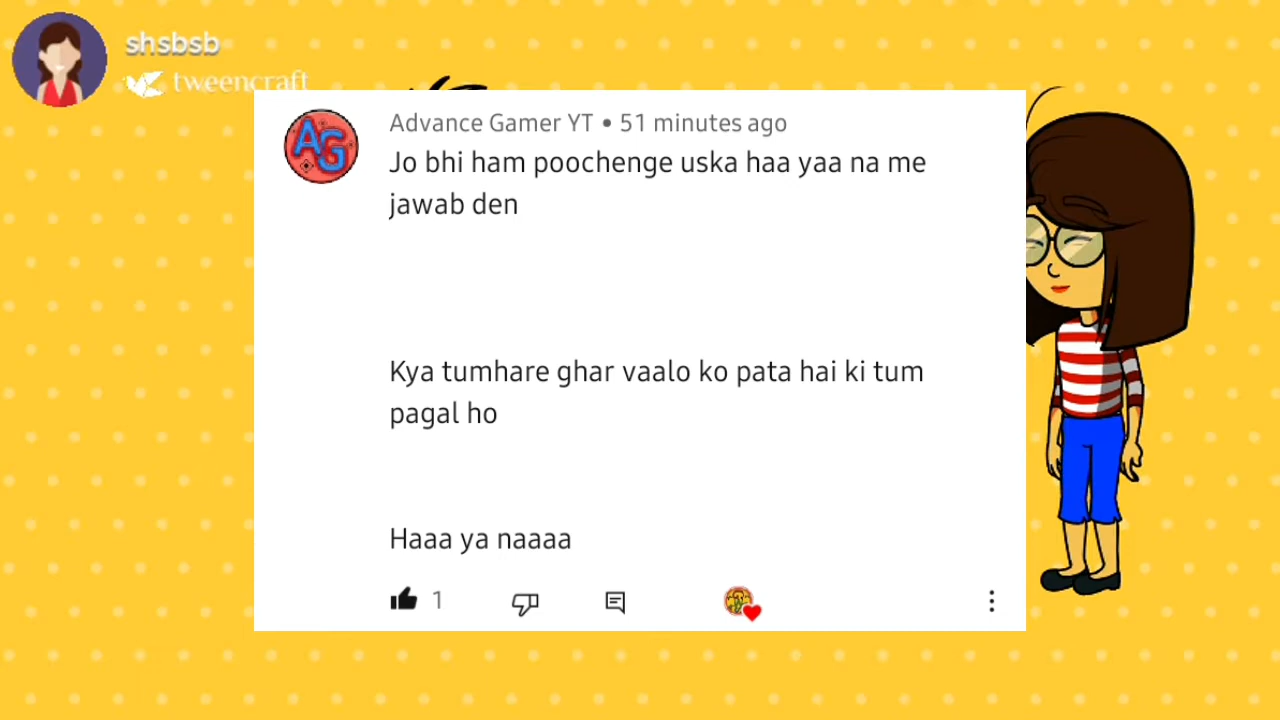 shsbsb
tweencraft
AG
Advance Gamer YT • 51 minutes ago
Jo bhi ham poochenge uska haa yaa na me
jawab den
Kya tumhare ghar vaalo ko pata hai ki tum
pagal ho
Haaa ya naaaa
1